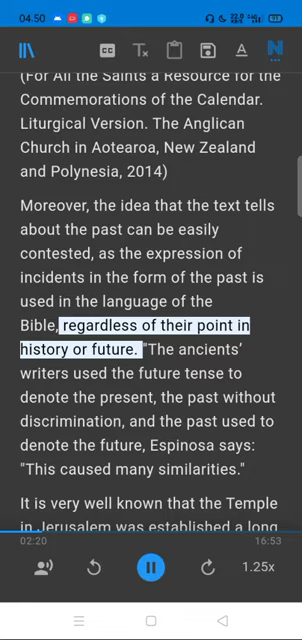 04.50
22.8
KB/S
CC
T×
A
N
(For All the Saints a Resource for the
Commemorations of the Calendar.
Liturgical Version. The Anglican
Church in Aotearoa, New Zealand
and Polynesia, 2014)
Moreover, the idea that the text tells
about the past can be easily
contested, as the expression of
incidents in the form of the past is
used in the language of the
Bible, regardless of their point in
history or future. "The ancients'
writers used the future tense to
denote the present, the past without
discrimination, and the past used to
denote the future, Espinosa says:
"This caused many similarities."
It is very well known that the Temple
in Jerusalem was established a long
02:20
16:53
1.25x